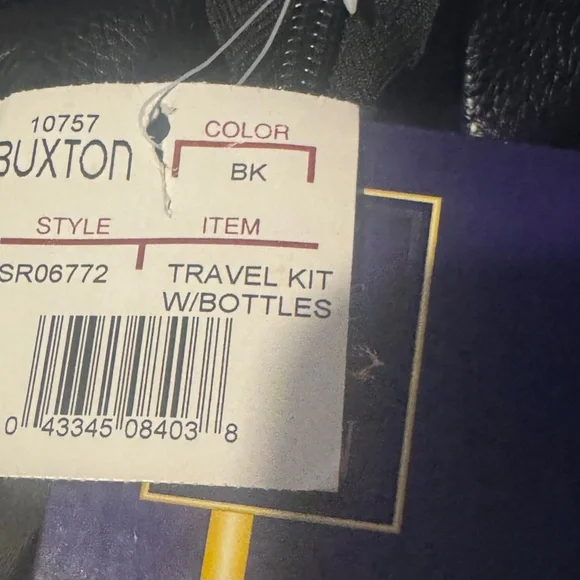 10757
BUXTON
COLOR
BK
STYLE
ITEM
SR06772
TRAVEL KIT
W/BOTTLES
0 43345 08403 8